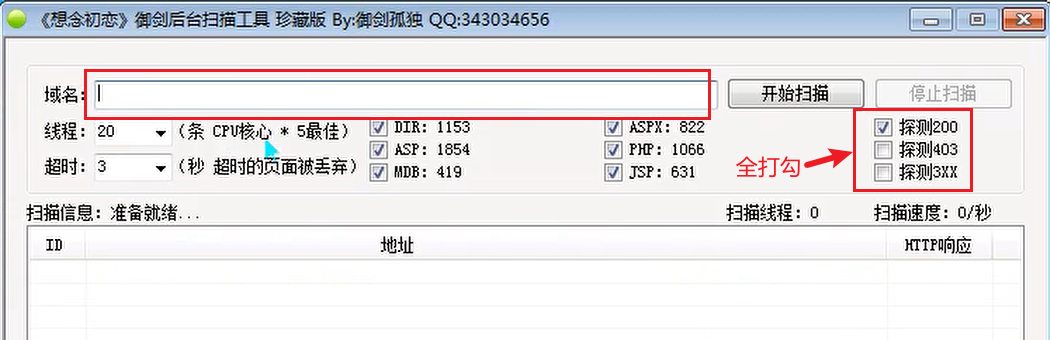 《想念初恋》御剑后台扫描工具 珍藏版 By:御剑孤独 QQ:343034656
域名: 开始扫描 停止扫描
线程: 20 (条 CPU核心 * 5最佳) DIR: 1153 ASPX: 822 探测200
超时: 3 (秒 超时的页面被丢弃) ASP: 1854 PHP: 1066 全打勾 探测403
MDB: 419 JSP: 631 探测3XX
扫描信息: 准备就绪... 扫描线程: 0 扫描速度: 0/秒
ID 地址 HTTP响应